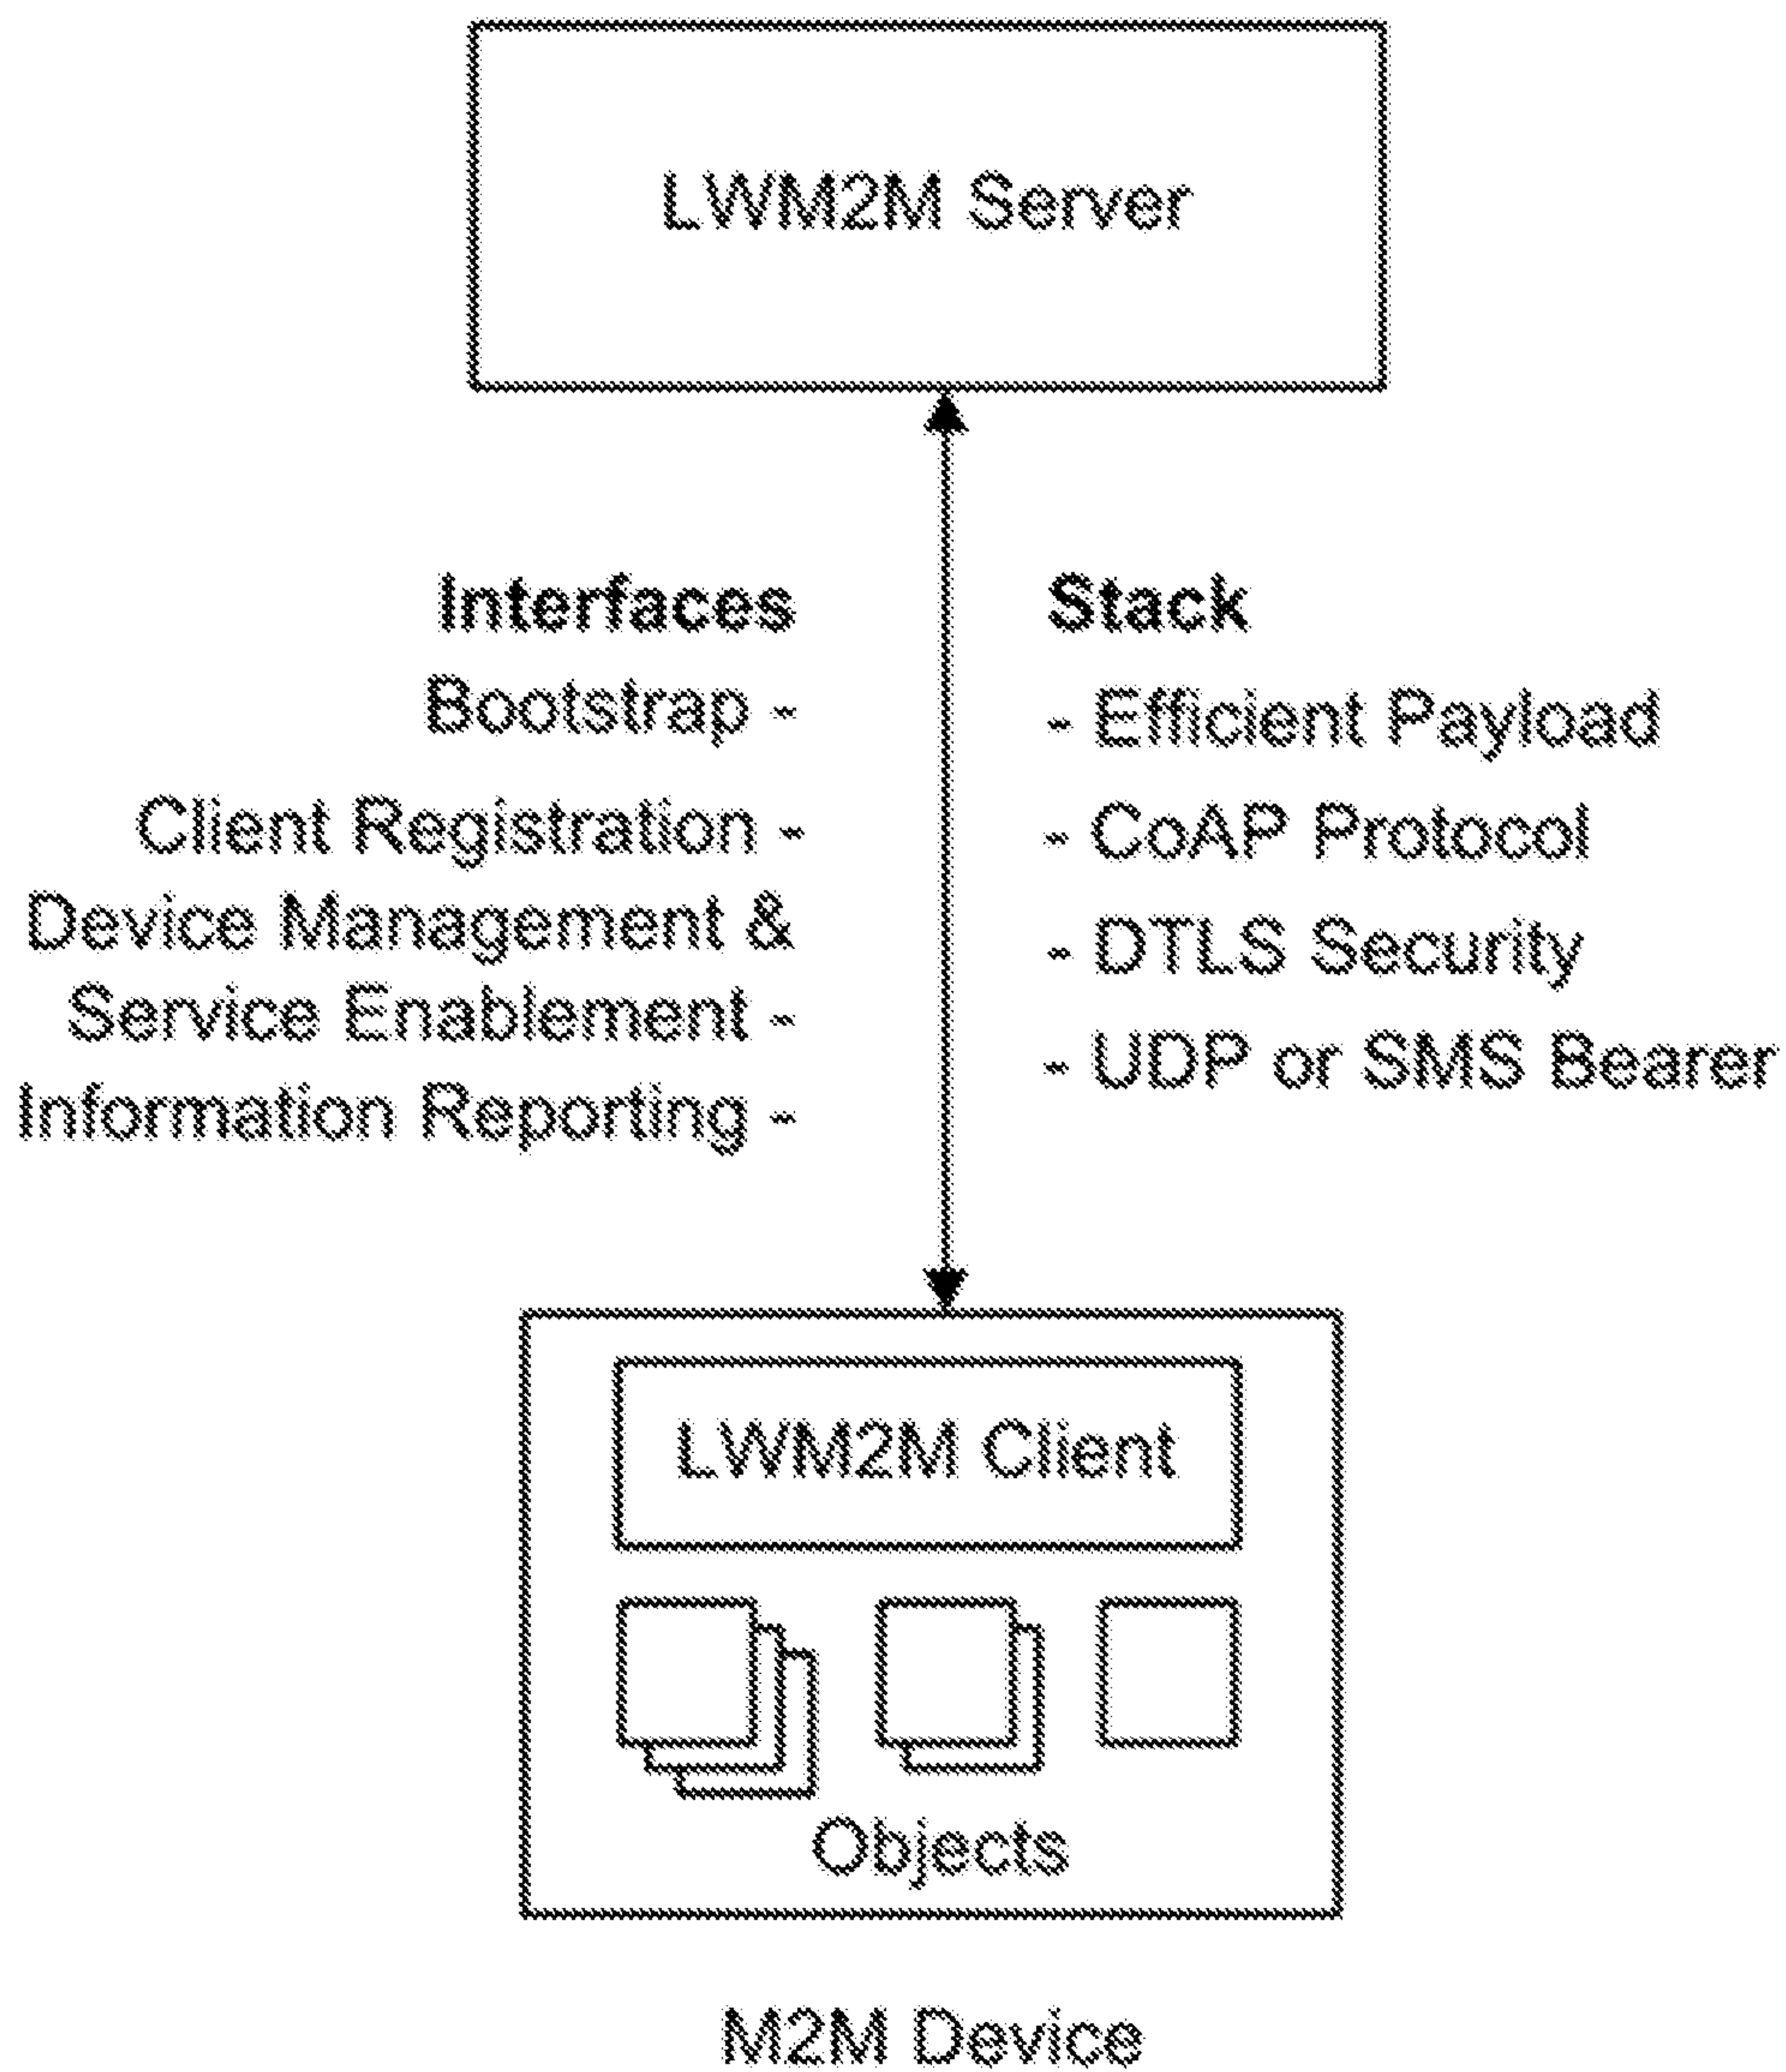 LWM2M Server
Interfaces
Bootstrap -
Client Registration -
Device Management &
Service Enablement -
Information Reporting -
Stack
- Efficient Payload
- CoAP Protocol
- DTLS Security
- UDP or SMS Bearer
LWM2M Client
Objects
M2M Device